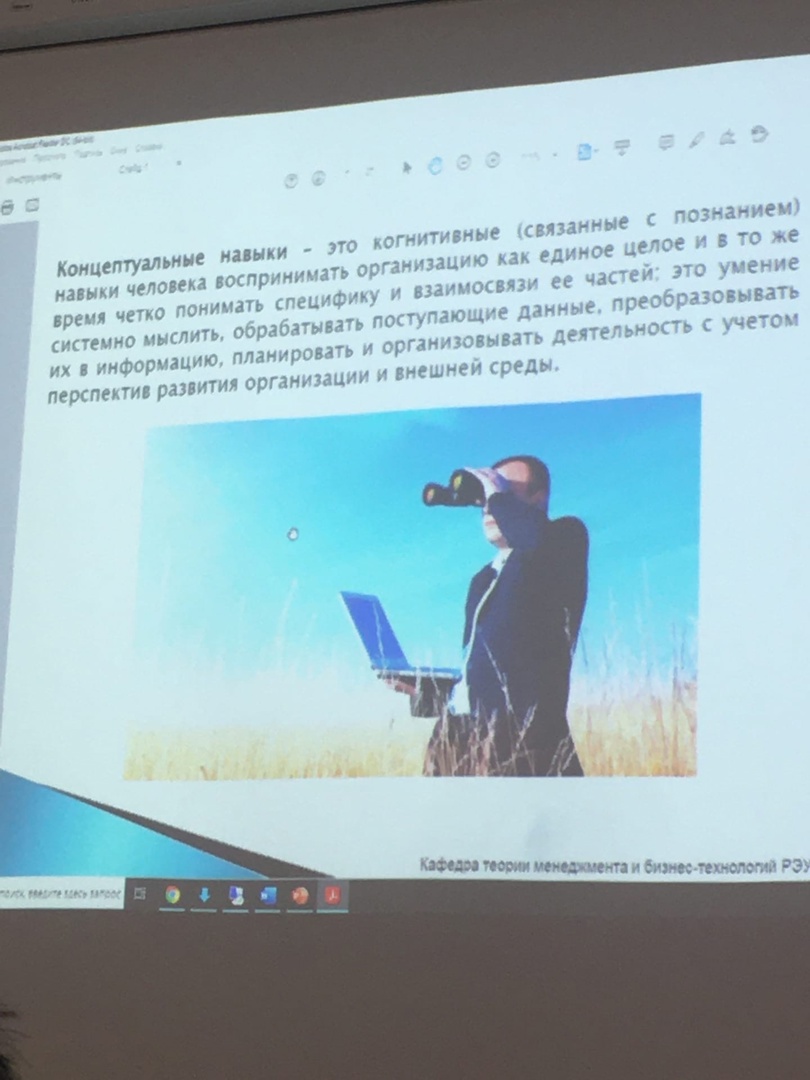 Инструменты
Концептуальные навыки – это когнитивные (связанные с познанием)
навыки человека воспринимать организацию как единое целое и в то же
время четко понимать специфику и взаимосвязи ее частей: это умение
системно мыслить, обрабатывать поступающие данные, преобразовывать
их в информацию, планировать и организовывать деятельность с учетом
перспектив развития организации и внешней среды.
Кафедра теории менеджмента и бизнес-технологий РЭУ
введите здесь запрос